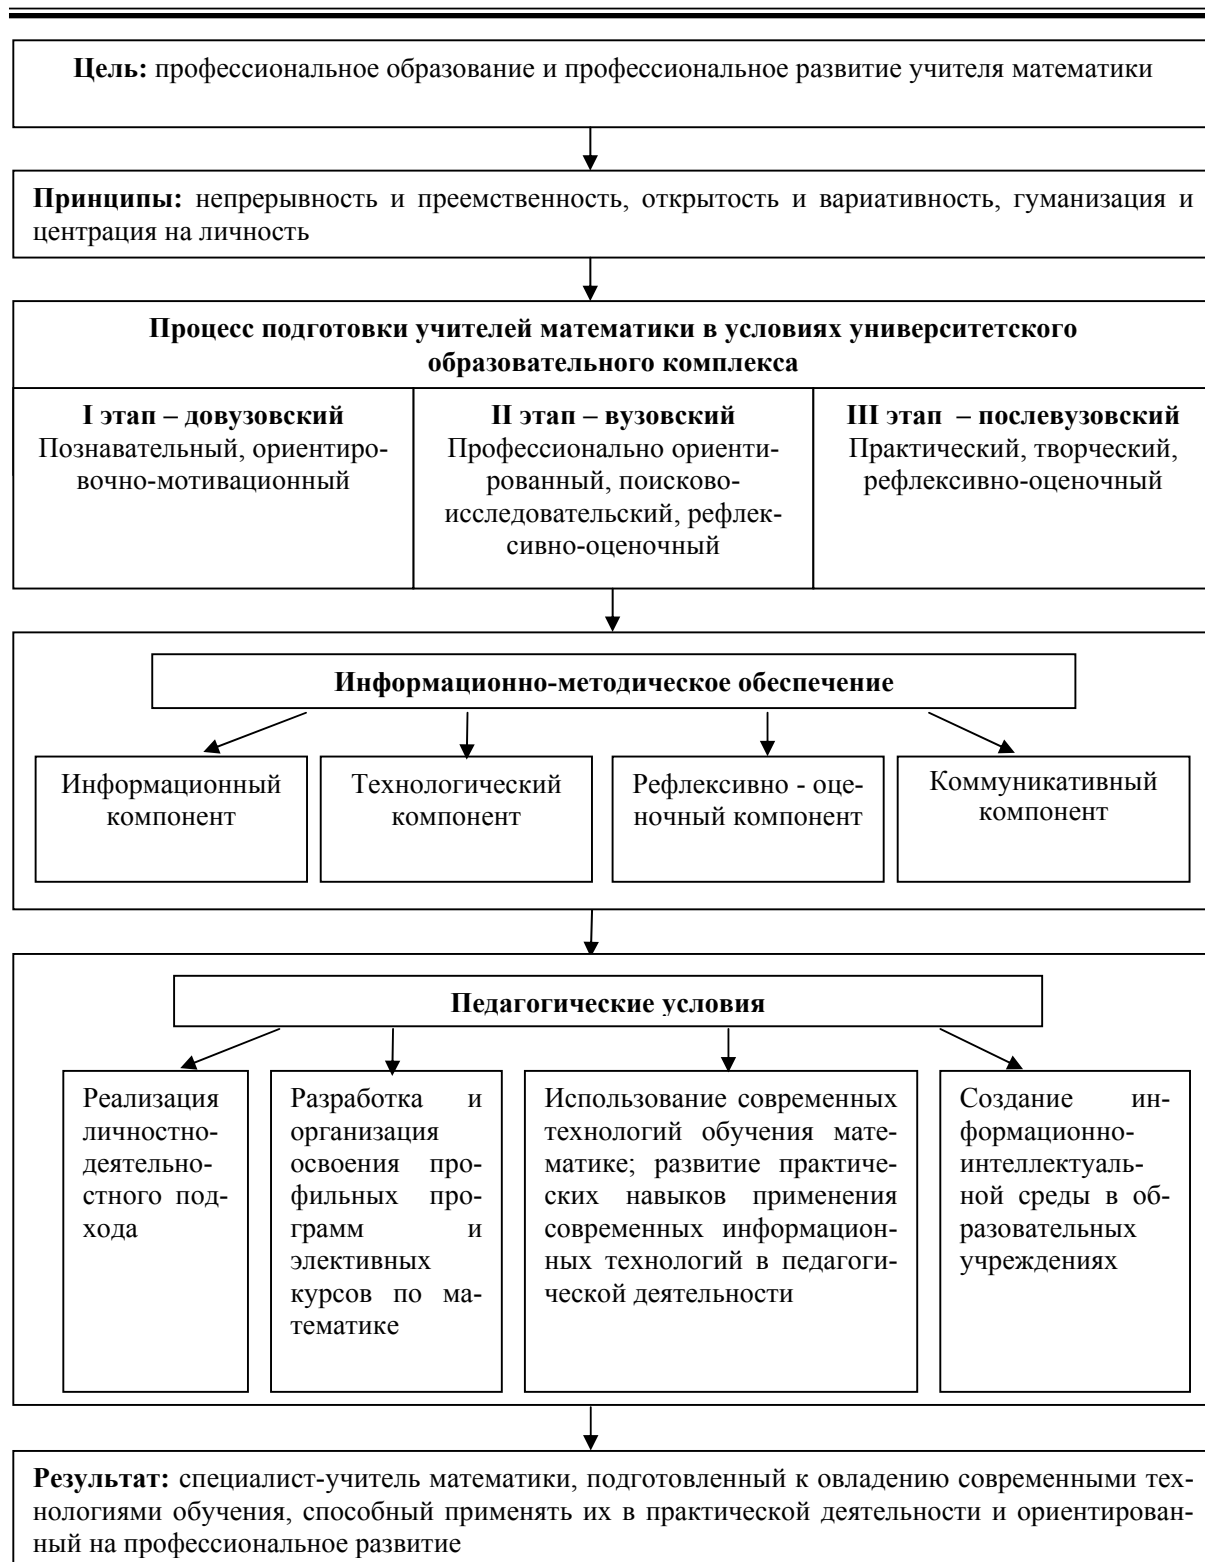 Цель: профессиональное образование и профессиональное развитие учителя математики
Принципы: непрерывность и преемственность, открытость и вариативность, гуманизация и
центрация на личность
Процесс подготовки учителей математики в условиях университетского
образовательного комплекса
I этап – довузовский
Познавательный, ориентиро-
вочно-мотивационный
II этап – вузовский
Профессионально ориенти-
рованный, поисково-
исследовательский, рефлек-
сивно-оценочный
III этап – послевузовский
Практический, творческий,
рефлексивно-оценочный
Информационно-методическое обеспечение
Информационный
компонент
Технологический
компонент
Рефлексивно - оце-
ночный компонент
Коммуникативный
компонент
Педагогические условия
Реализация
личностно-
деятельно-
стного под-
хода
Разработка и
организация
освоения про-
фильных про-
грамм и
элективных
курсов по ма-
тематике
Использование современных
технологий обучения мате-
матике; развитие практиче-
ских навыков применения
современных информацион-
ных технологий в педагоги-
ческой деятельности
Создание ин-
формационно-
интеллектуаль-
ной среды в об-
разовательных
учреждениях
Результат: специалист-учитель математики, подготовленный к овладению современными тех-
нологиями обучения, способный применять их в практической деятельности и ориентирован-
ный на профессиональное развитие